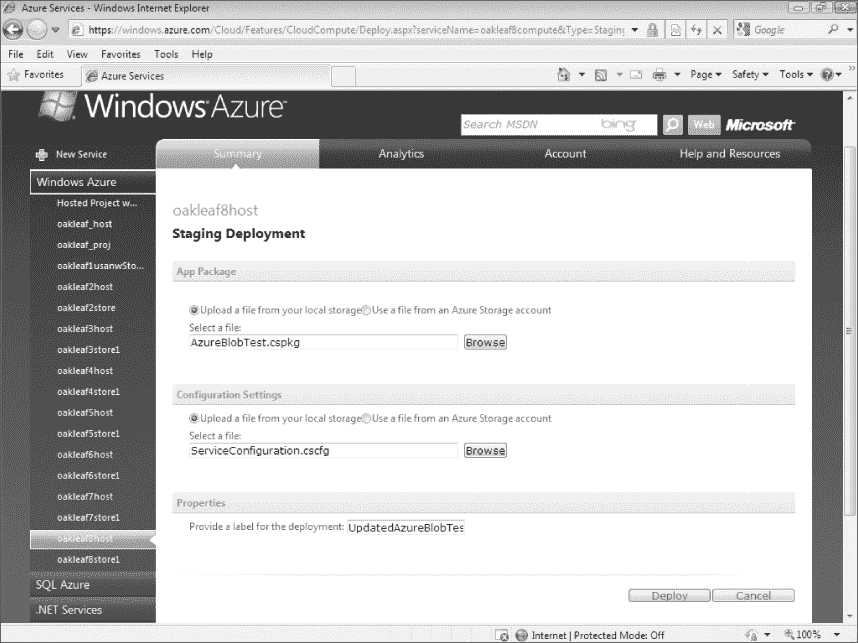 Azure Services - Windows Internet Explorer
https://windows.azure.com/Cloud/Features/CloudCompute/Deploy.aspx?serviceName=oakleaf8compute&Type=Staging
Google
File Edit View Favorites Tools Help
Favorites Azure Services Page Safety Tools
Windows Azure
Search MSDN bing Web Microsoft
New Service Summary Analytics Account Help and Resources
Windows Azure
Hosted Project w...
oakleaf_host
oakleaf_proj
oakleaf1usanwSto...
oakleaf2host
oakleaf2store
oakleaf3host
oakleaf3store1
oakleaf4host
oakleaf4store1
oakleaf5host
oakleaf5store1
oakleaf6host
oakleaf6store1
oakleaf7host
oakleaf7store1
oakleaf8host
oakleaf8store1
SQL Azure
.NET Services
oakleaf8host
Staging Deployment
App Package
Upload a file from your local storage Use a file from an Azure Storage account
Select a file:
AzureBlobTest.cspkg Browse
Configuration Settings
Upload a file from your local storage Use a file from an Azure Storage account
Select a file:
ServiceConfiguration.cscfg Browse
Properties
Provide a label for the deployment: UpdatedAzureBlobTes
Deploy Cancel
Internet | Protected Mode: Off 100%